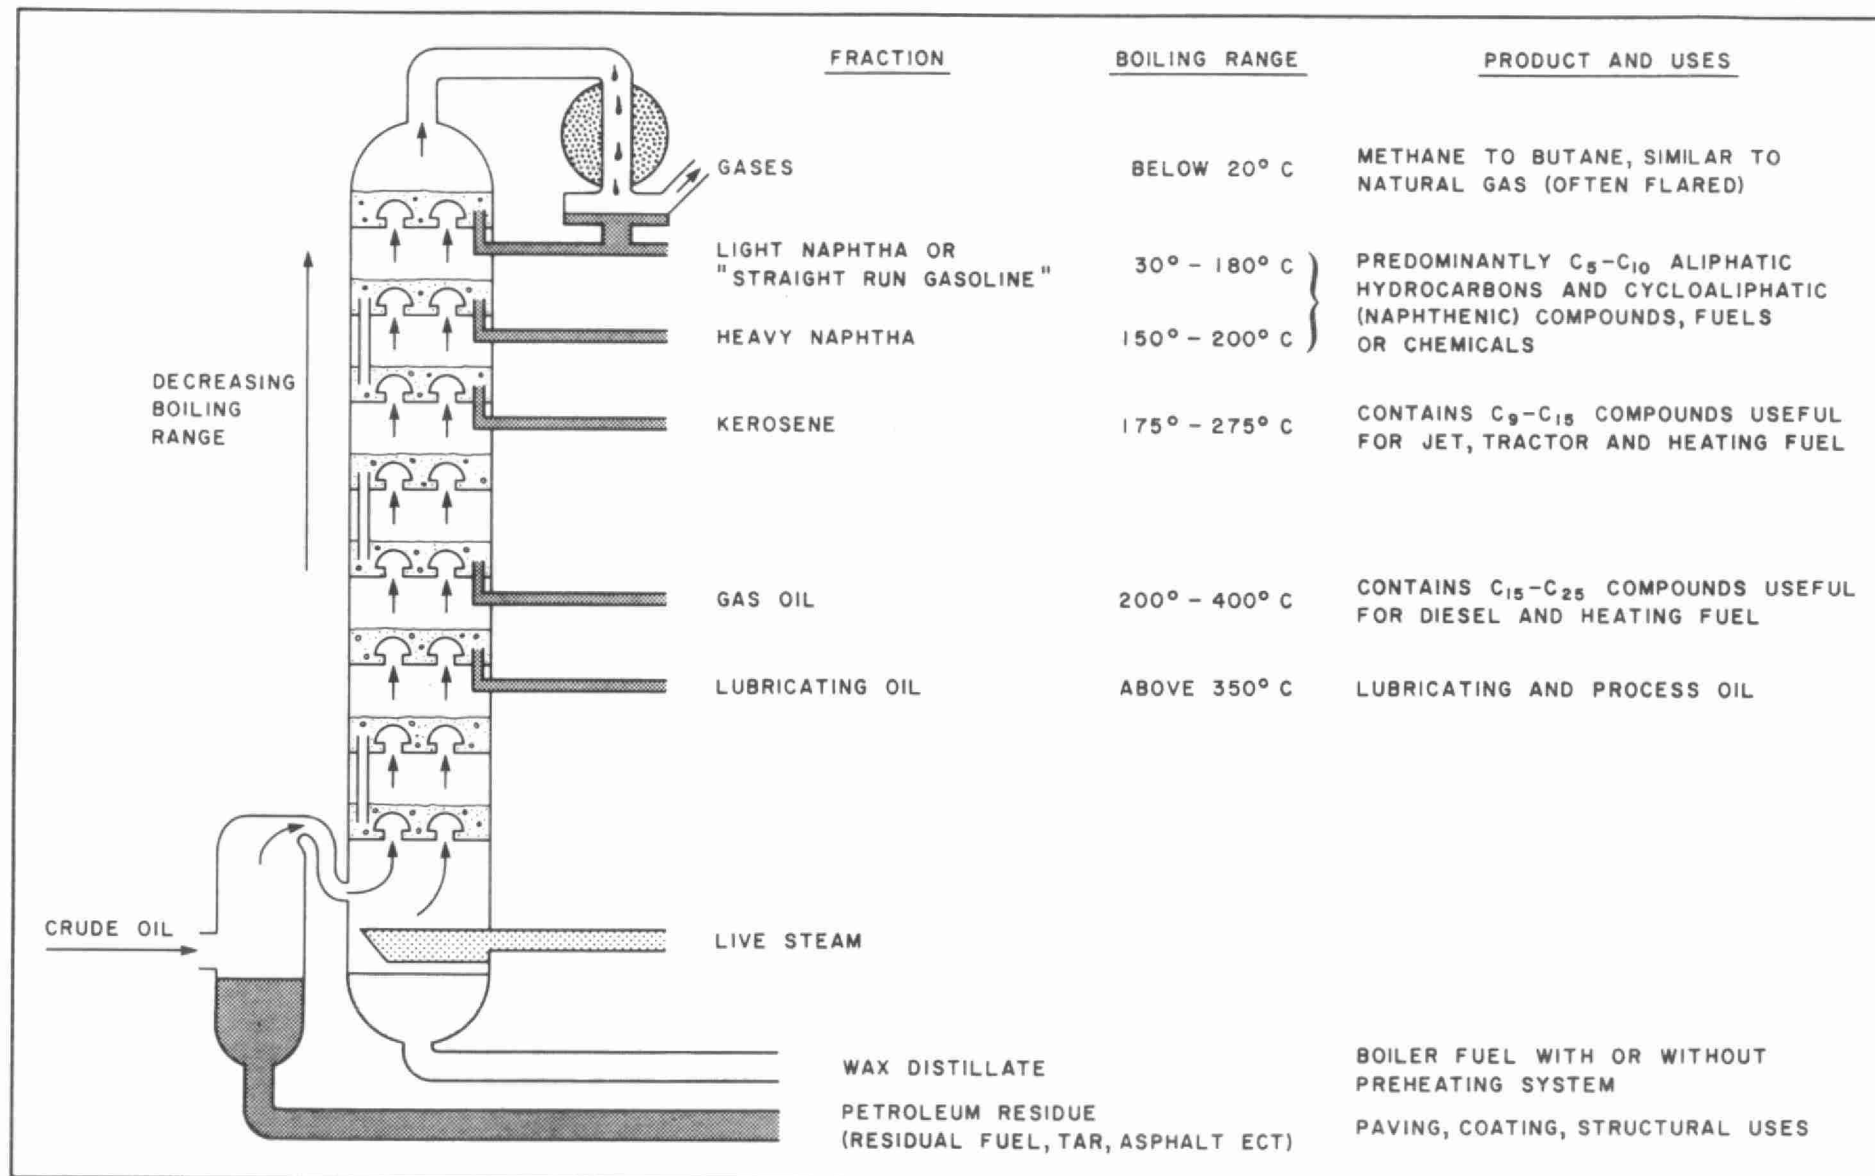 FRACTION
BOILING RANGE
PRODUCT AND USES
GASES
BELOW 20° C
METHANE TO BUTANE, SIMILAR TO
NATURAL GAS (OFTEN FLARED)
LIGHT NAPHTHA OR
"STRAIGHT RUN GASOLINE"
30° – 180° C
PREDOMINANTLY C₅–C₁₀ ALIPHATIC
HYDROCARBONS AND CYCLOALIPHATIC
(NAPHTHENIC) COMPOUNDS, FUELS
OR CHEMICALS
HEAVY NAPHTHA
150° – 200° C
DECREASING
BOILING
RANGE
KEROSENE
175° – 275° C
CONTAINS C₉–C₁₅ COMPOUNDS USEFUL
FOR JET, TRACTOR AND HEATING FUEL
GAS OIL
200° – 400° C
CONTAINS C₁₅–C₂₅ COMPOUNDS USEFUL
FOR DIESEL AND HEATING FUEL
LUBRICATING OIL
ABOVE 350° C
LUBRICATING AND PROCESS OIL
CRUDE OIL
LIVE STEAM
WAX DISTILLATE
BOILER FUEL WITH OR WITHOUT
PREHEATING SYSTEM
PETROLEUM RESIDUE
(RESIDUAL FUEL, TAR, ASPHALT ECT)
PAVING, COATING, STRUCTURAL USES